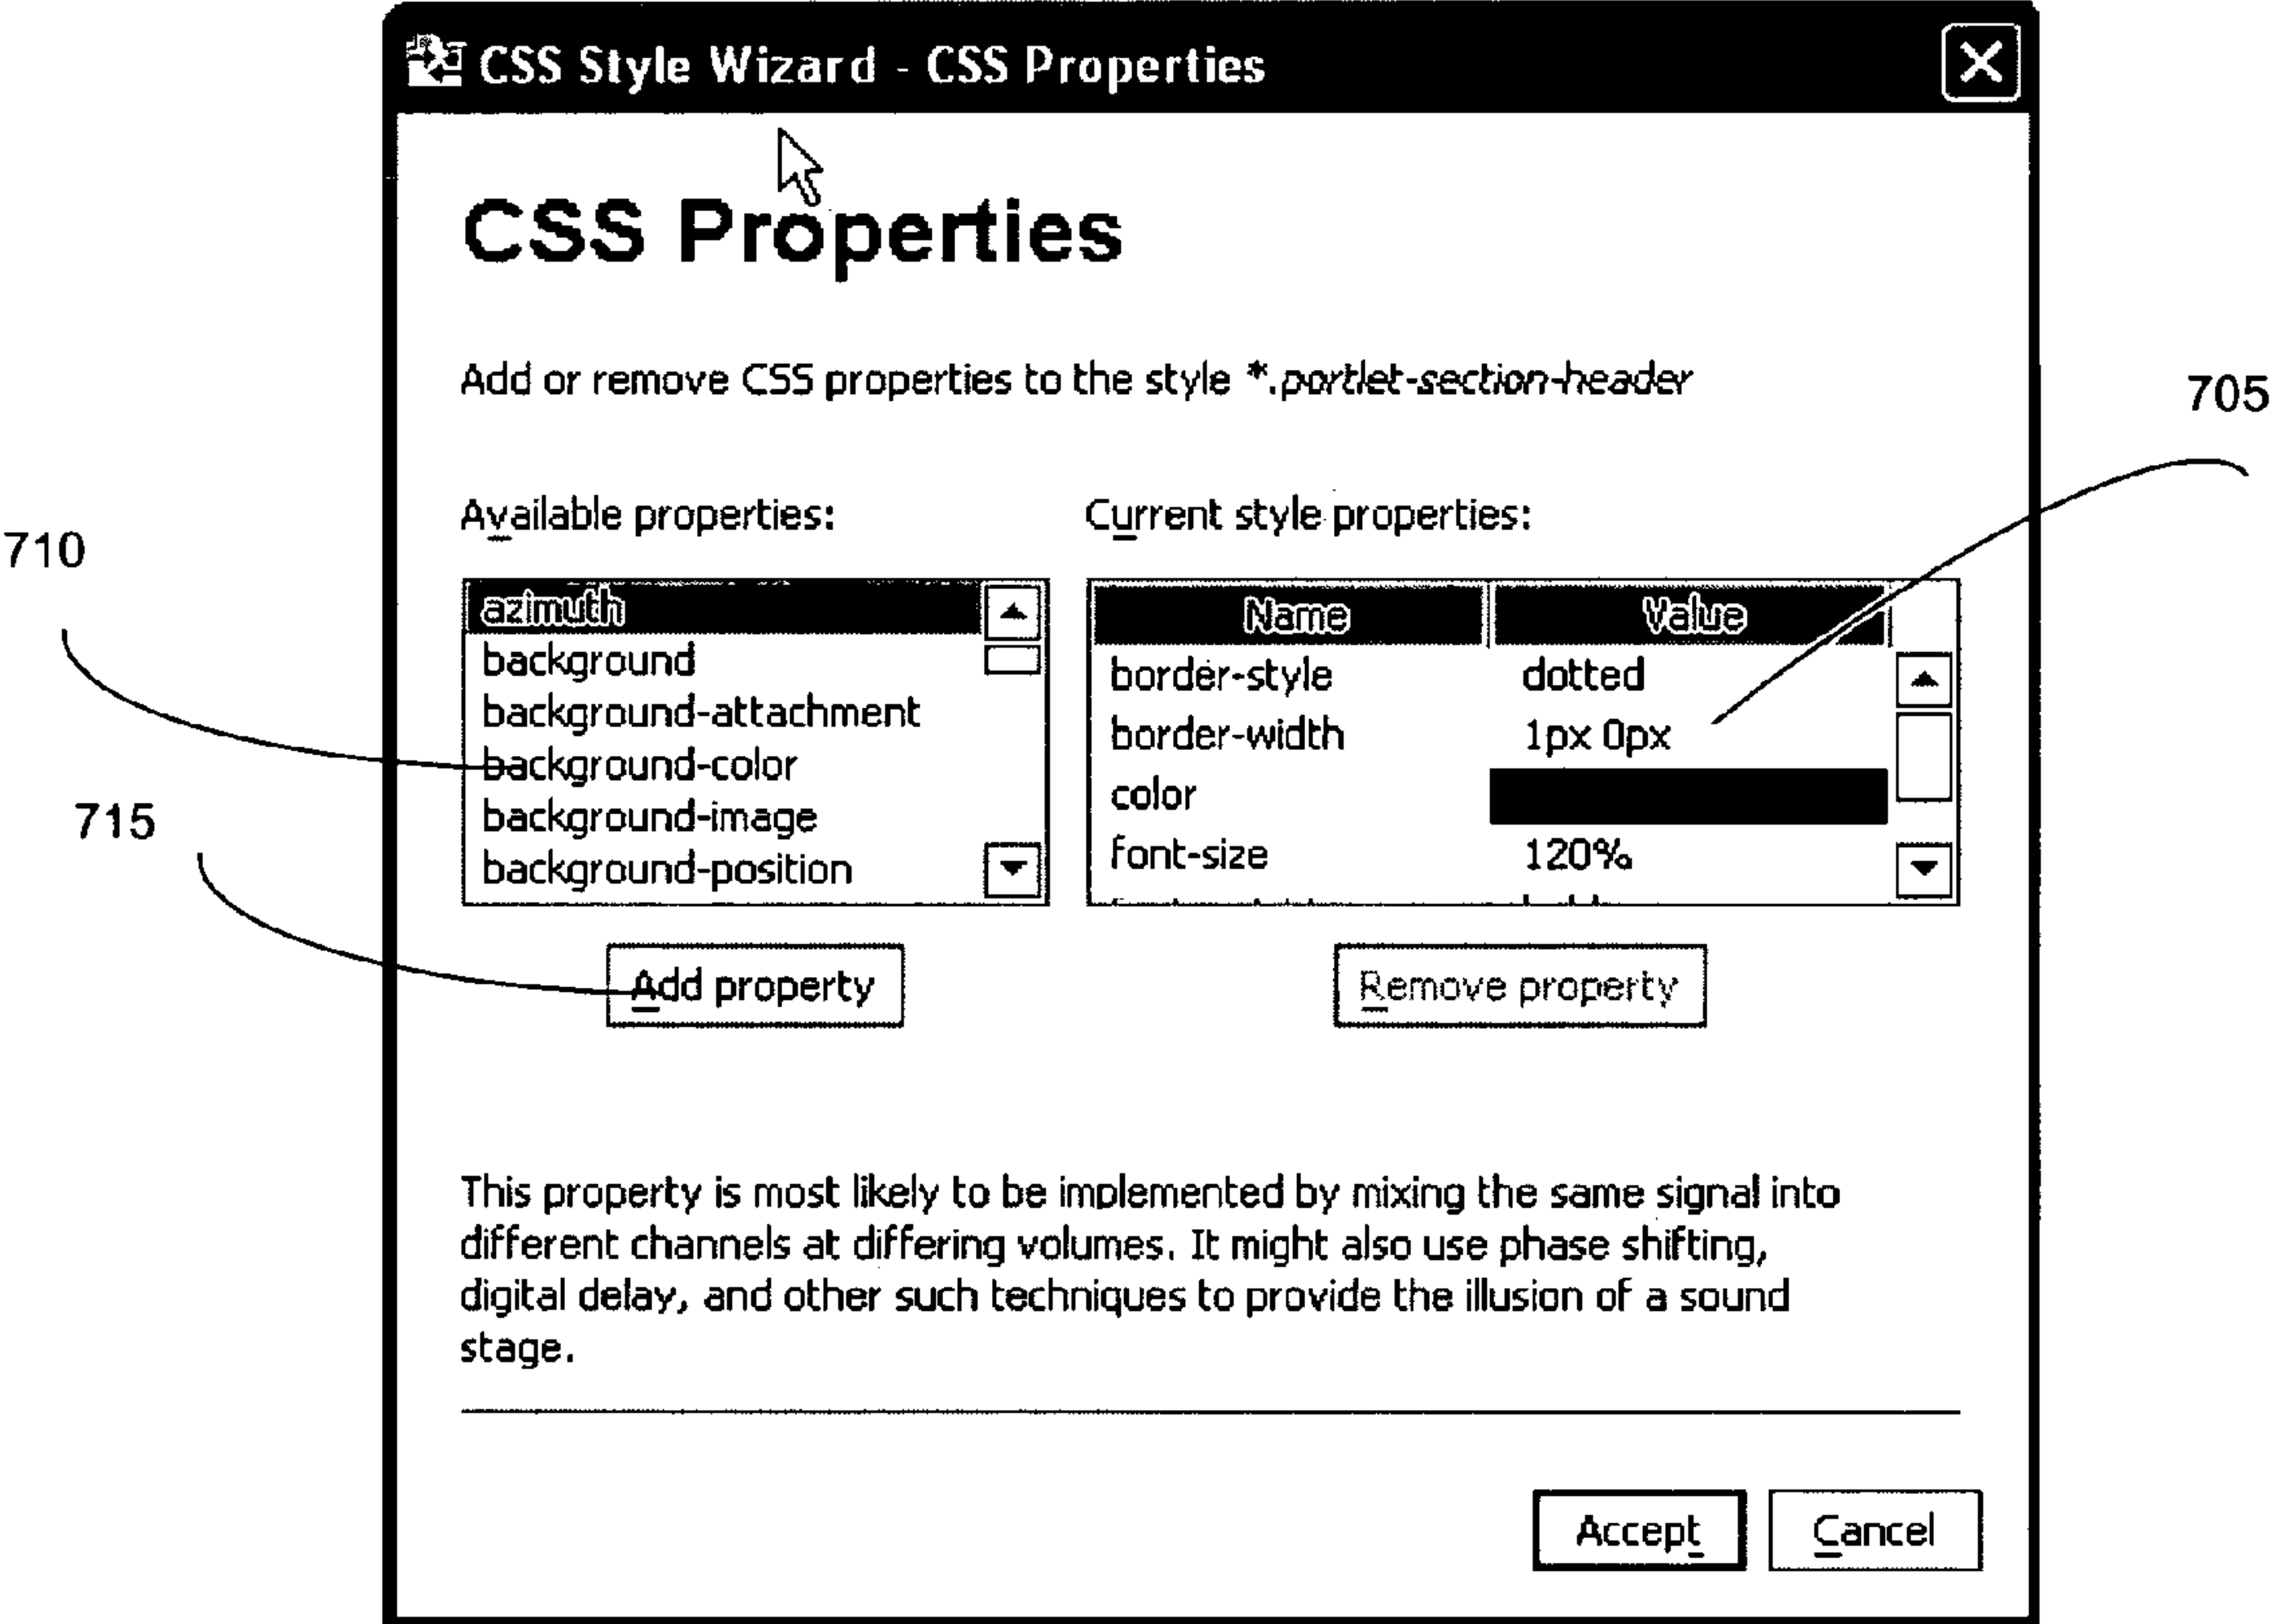 CSS Style Wizard - CSS Properties
CSS Properties
Add or remove CSS properties to the style *.portlet-section-header
705
Available properties:
Current style properties:
710
azimuth
background
background-attachment
background-color
background-image
background-position
Name Value
border-style dotted
border-width 1px 0px
color
font-size 120%
715
Add property
Remove property
This property is most likely to be implemented by mixing the same signal into
different channels at differing volumes. It might also use phase shifting,
digital delay, and other such techniques to provide the illusion of a sound
stage.
Accept
Cancel